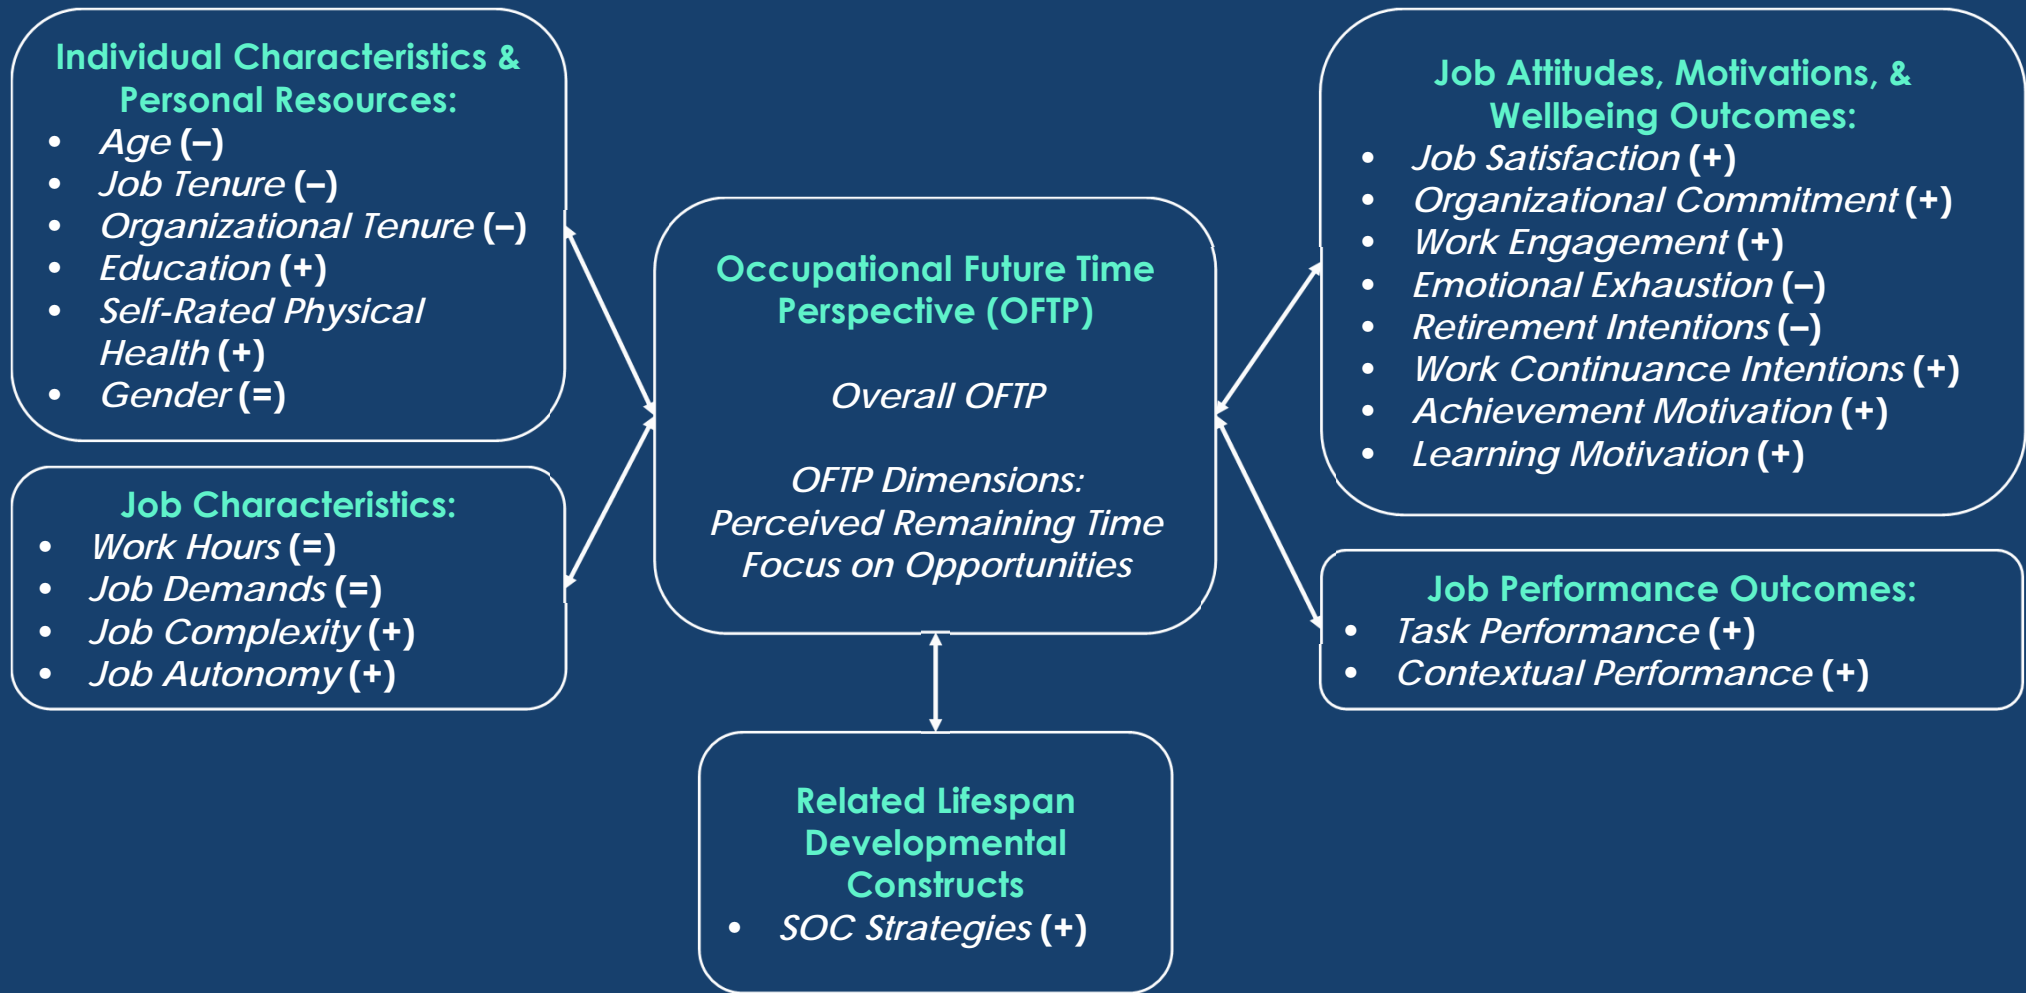 Individual Characteristics &
Personal Resources:
• Age (–)
• Job Tenure (–)
• Organizational Tenure (–)
• Education (+)
• Self-Rated Physical
Health (+)
• Gender (=)
Job Characteristics:
• Work Hours (=)
• Job Demands (=)
• Job Complexity (+)
• Job Autonomy (+)
Occupational Future Time
Perspective (OFTP)
Overall OFTP
OFTP Dimensions:
Perceived Remaining Time
Focus on Opportunities
Related Lifespan
Developmental
Constructs
• SOC Strategies (+)
Job Attitudes, Motivations, &
Wellbeing Outcomes:
• Job Satisfaction (+)
• Organizational Commitment (+)
• Work Engagement (+)
• Emotional Exhaustion (–)
• Retirement Intentions (–)
• Work Continuance Intentions (+)
• Achievement Motivation (+)
• Learning Motivation (+)
Job Performance Outcomes:
• Task Performance (+)
• Contextual Performance (+)